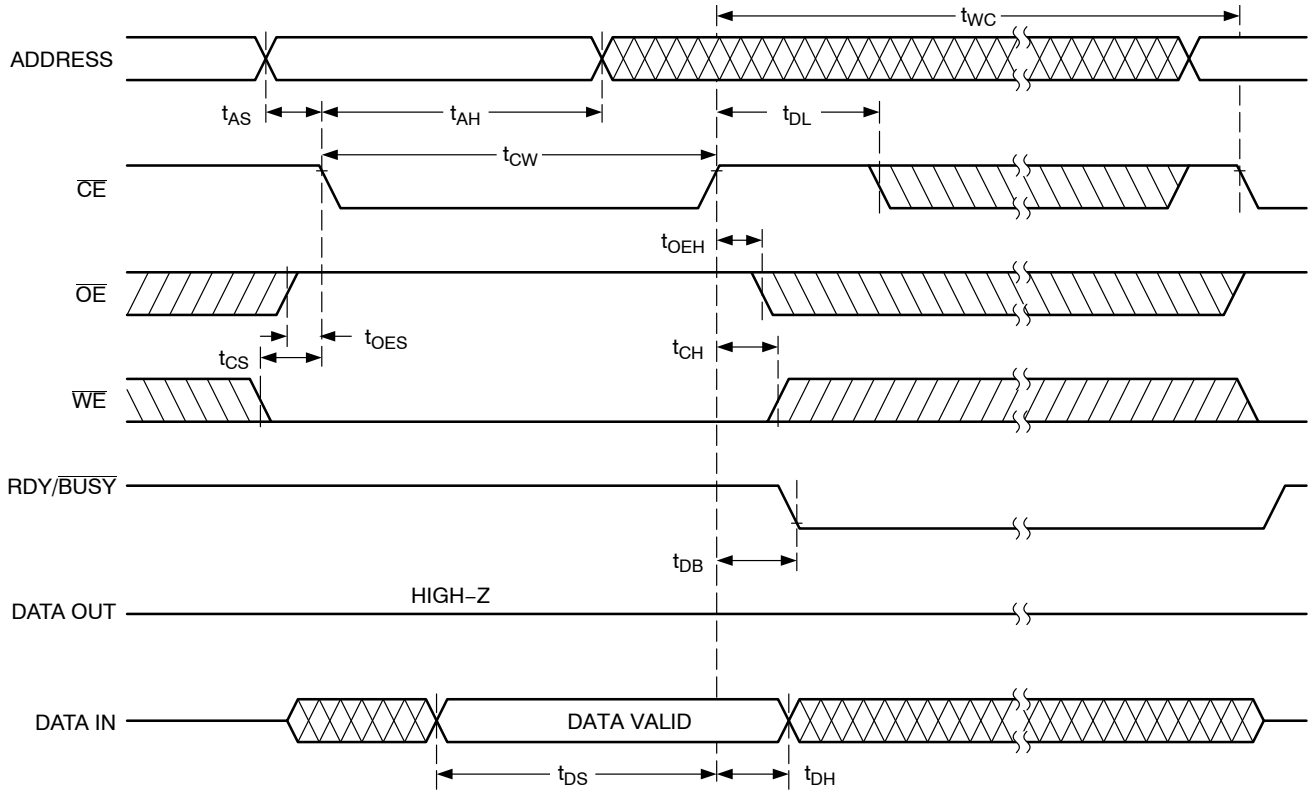 tWC
ADDRESS
tAS tAH tDL
tCW
CE
tOEH
OE
tOES
tCS tCH
WE
RDY/BUSY
tDB
HIGH–Z
DATA OUT
DATA IN DATA VALID
tDS tDH